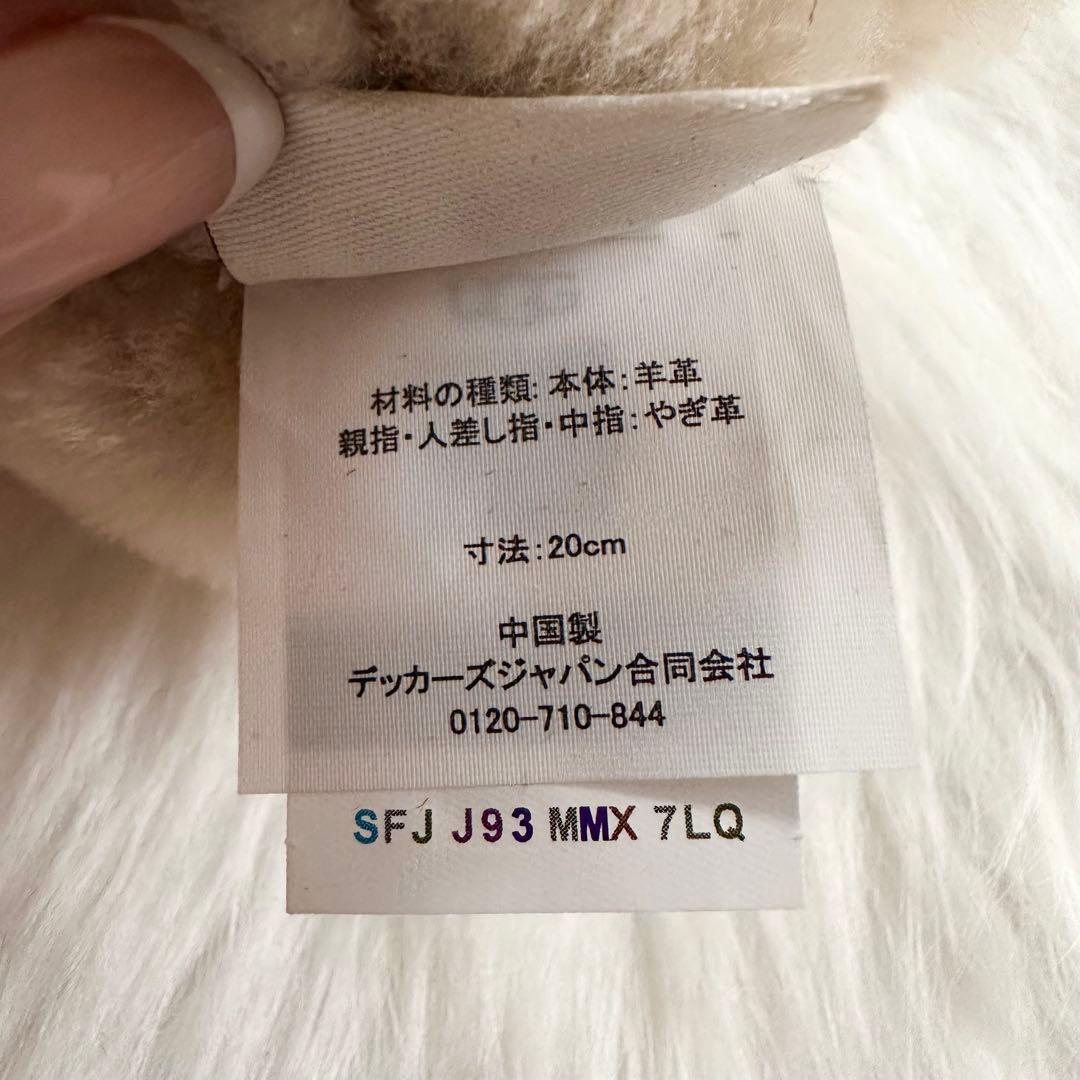 材料の種類: 本体: 羊革
親指・人差し指・中指: やぎ革
寸法: 20cm
中国製
デッカーズジャパン合同会社
0120-710-844
SFJ J93 MMX 7LQ